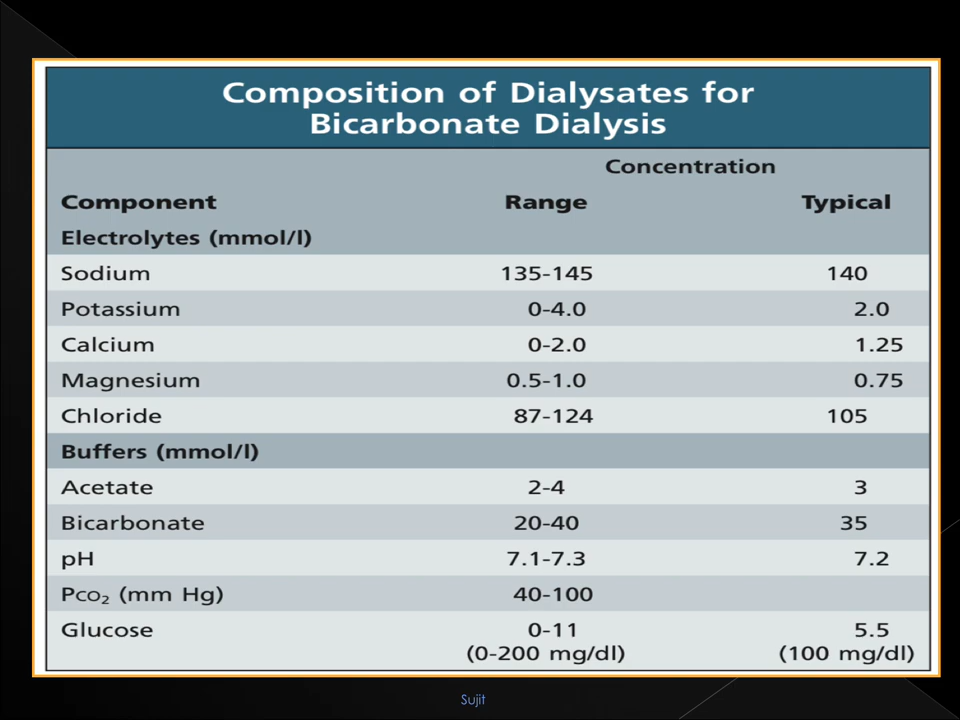 Composition of Dialysates for
Bicarbonate Dialysis
Concentration
Component Range Typical
Electrolytes (mmol/l)
Sodium 135-145 140
Potassium 0-4.0 2.0
Calcium 0-2.0 1.25
Magnesium 0.5-1.0 0.75
Chloride 87-124 105
Buffers (mmol/l)
Acetate 2-4 3
Bicarbonate 20-40 35
pH 7.1-7.3 7.2
PCO₂ (mm Hg) 40-100
Glucose 0-11 5.5
(0-200 mg/dl) (100 mg/dl)
Sujit